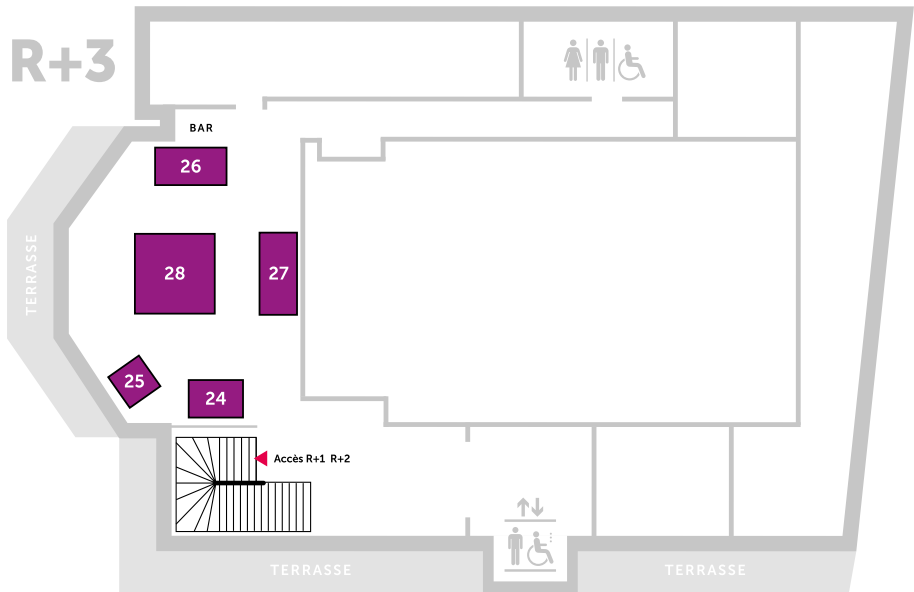 R+3
BAR
26
TERRASSE
28
27
25
24
Accès R+1 R+2
TERRASSE
TERRASSE